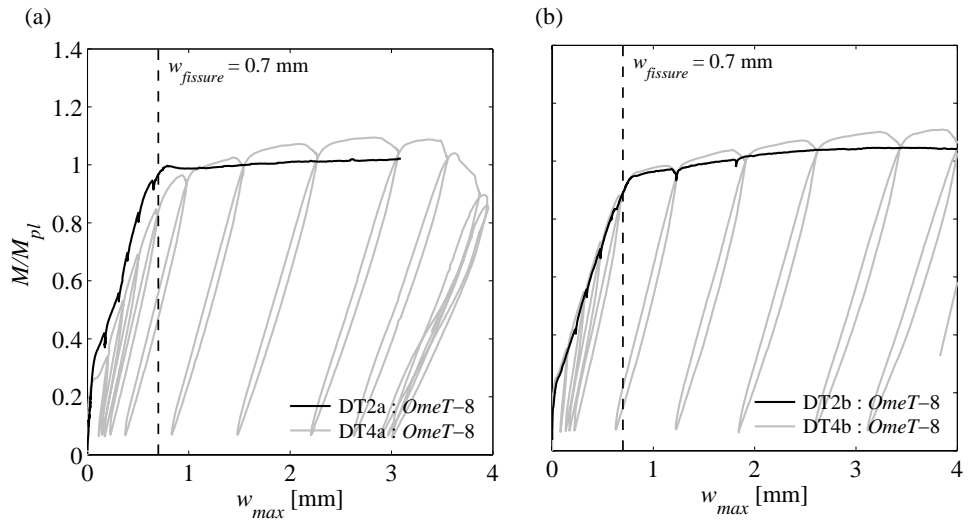 (a)
(b)
1.4
1.2
1
0.8
0.6
0.4
0.2
0
M/M_pl
w_fissure = 0.7 mm
DT2a : OmeT−8
DT4a : OmeT−8
0 1 2 3 4
w_max [mm]
w_fissure = 0.7 mm
DT2b : OmeT−8
DT4b : OmeT−8
0 1 2 3 4
w_max [mm]